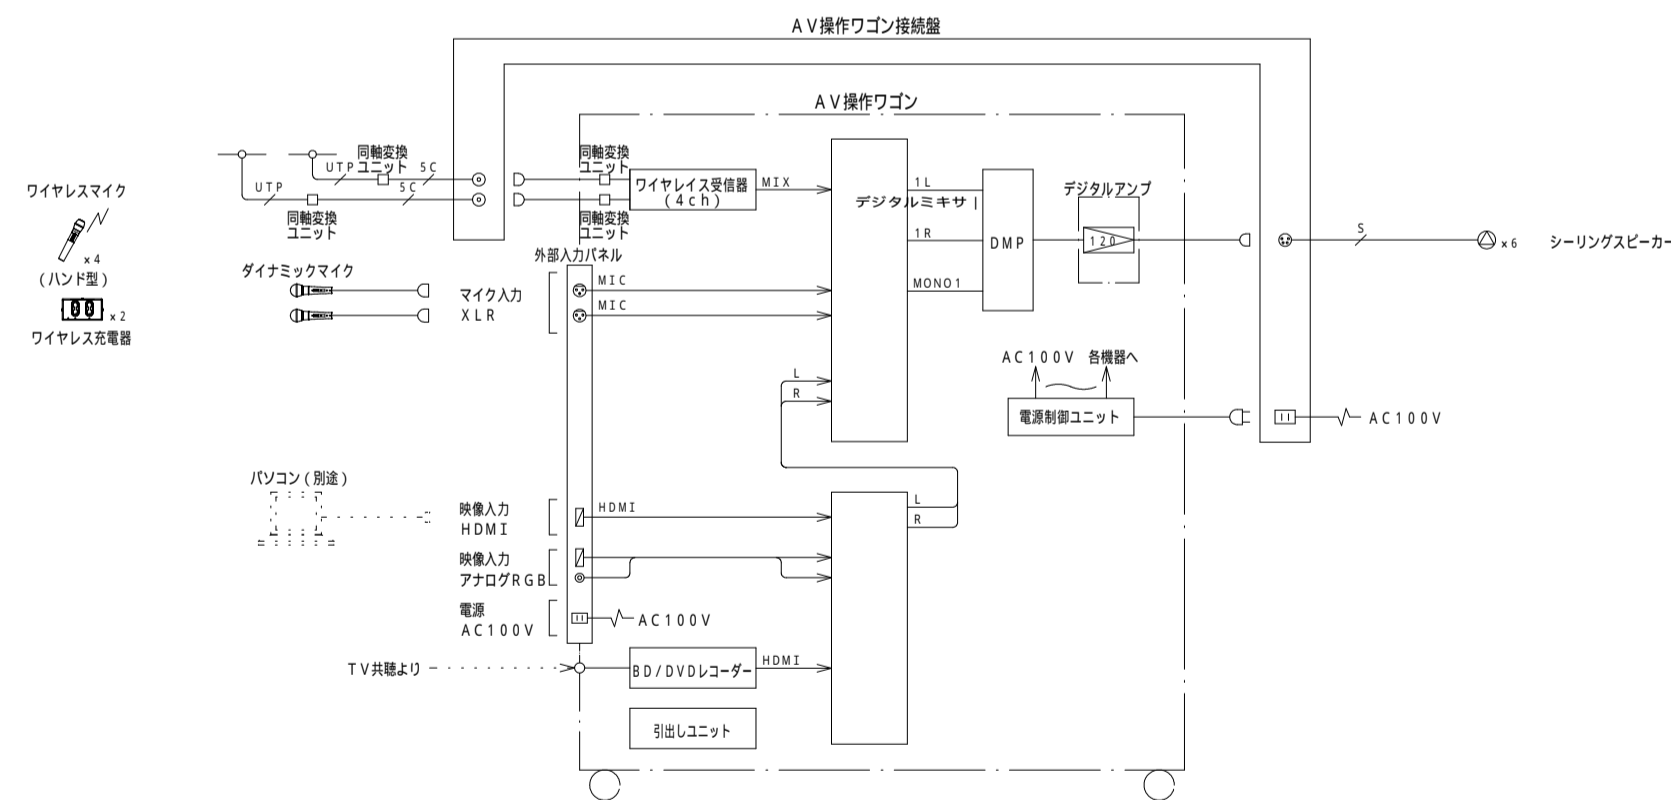 AV操作ワゴン接続盤
AV操作ワゴン
同軸変換
ユニット
UTP
5C
UTP
5C
同軸変換
ユニット
同軸変換
ユニット
同軸変換
ユニット
ワイヤレイス受信器
(4ch)
MIX
デジタルミキサー
1L
1R
MONO1
DMP
デジタルアンプ
120
S
×6
シーリングスピーカー
ワイヤレスマイク
×4
(ハンド型)
×2
ワイヤレス充電器
ダイナミックマイク
外部入力パネル
マイク入力
XLR
MIC
MIC
L
R
AC100V 各機器へ
電源制御ユニット
AC100V
パソコン(別途)
映像入力
HDMI
HDMI
L
R
映像入力
アナログRGB
電源
AC100V
AC100V
TV共聴より
BD/DVDレコーダー
HDMI
引出しユニット